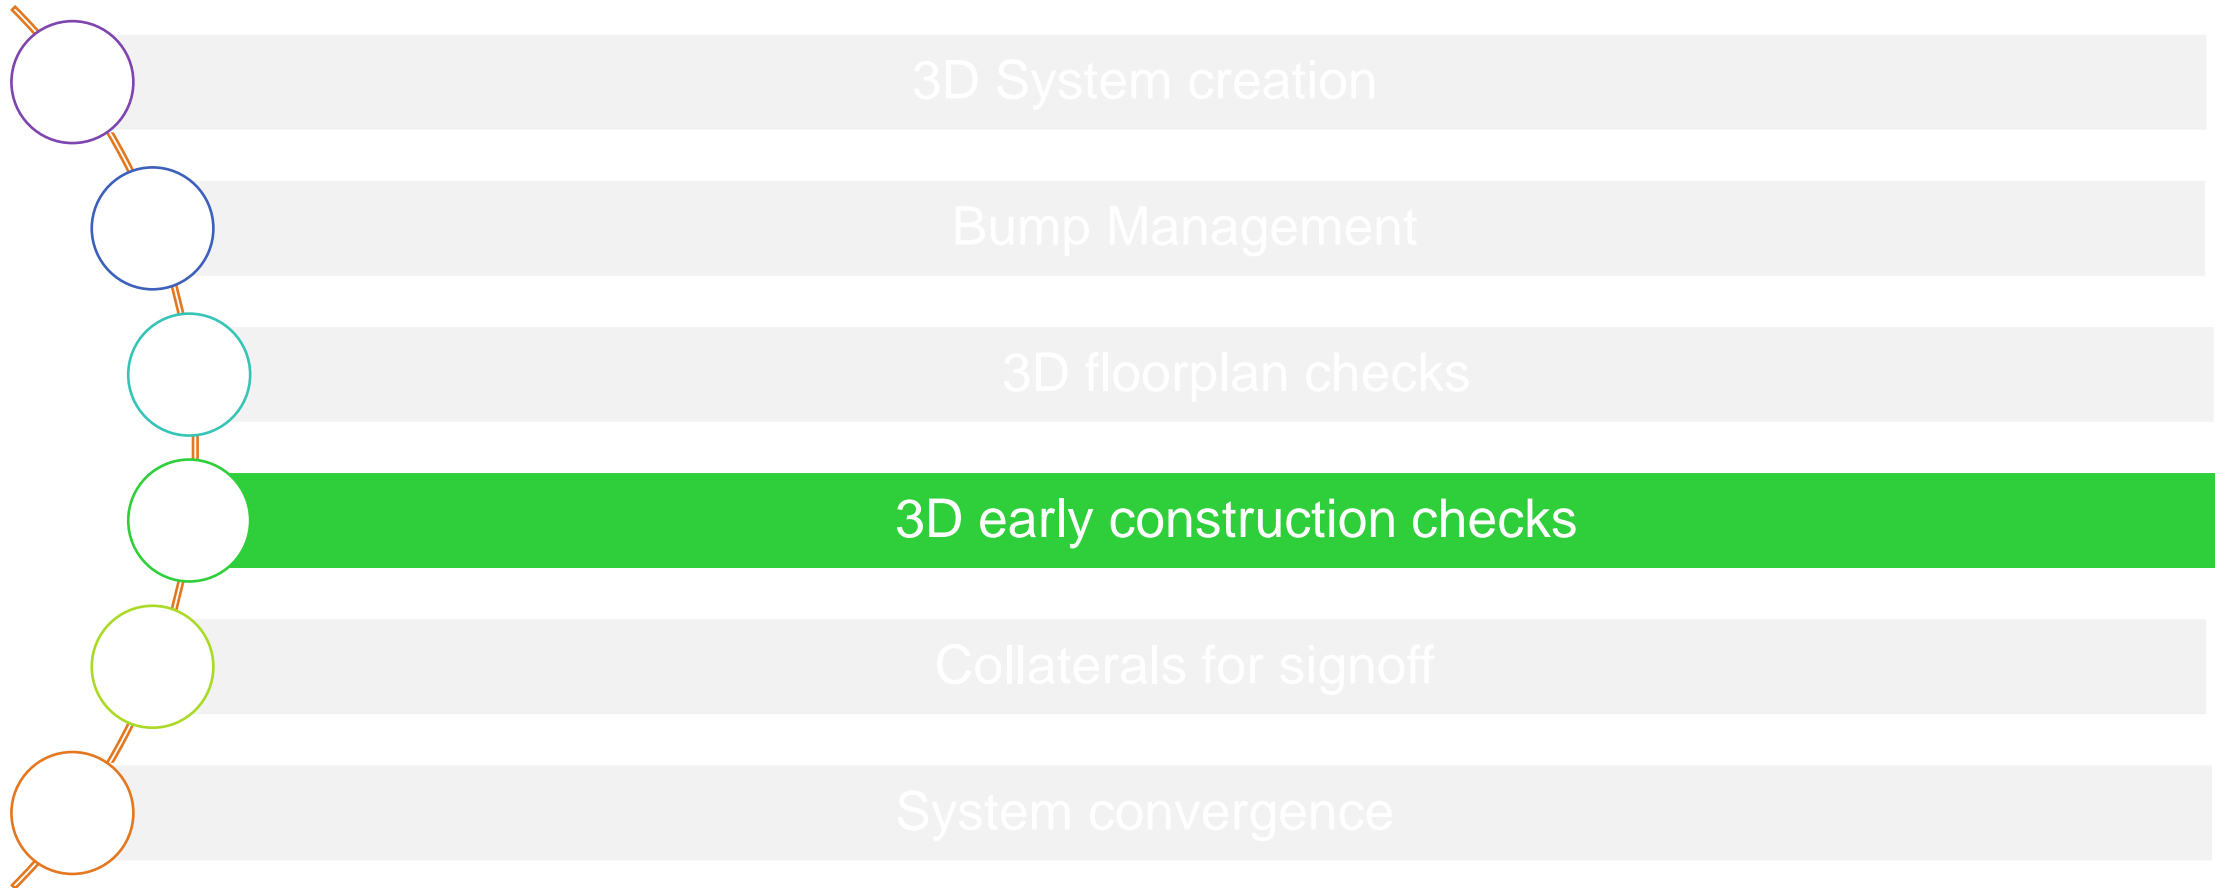 3D System creation
Bump Management
3D floorplan checks
3D early construction checks
Collaterals for signoff
System convergence